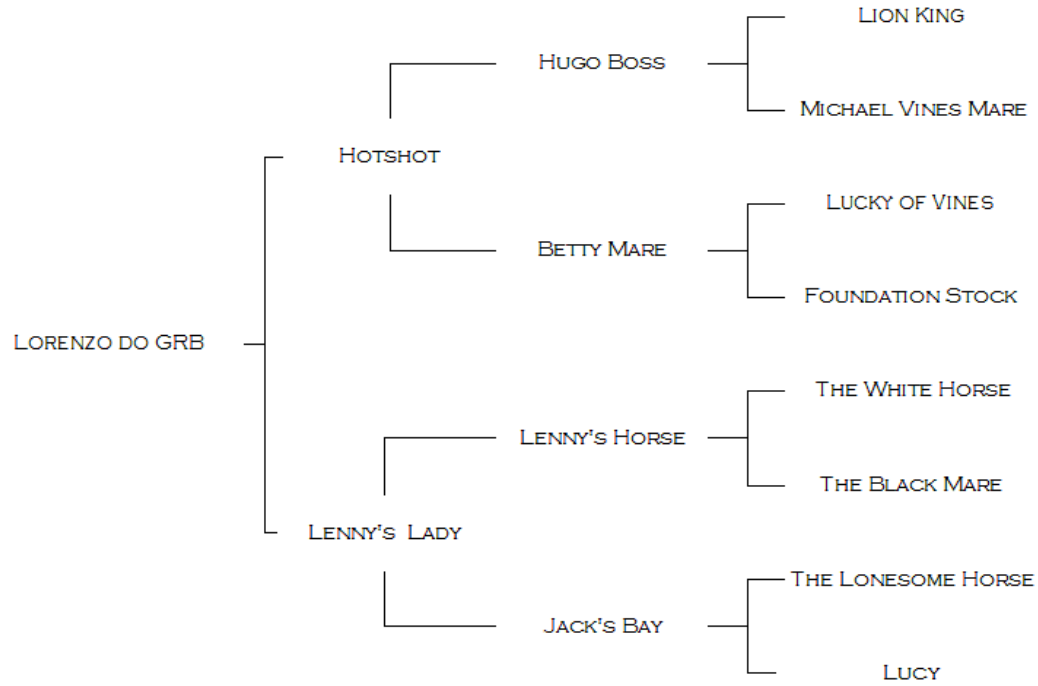 Lion King
Hugo Boss
Michael Vines Mare
Hotshot
Lucky of Vines
Betty Mare
Foundation Stock
Lorenzo do GRB
The White Horse
Lenny's Horse
The Black Mare
Lenny's Lady
The Lonesome Horse
Jack's Bay
Lucy